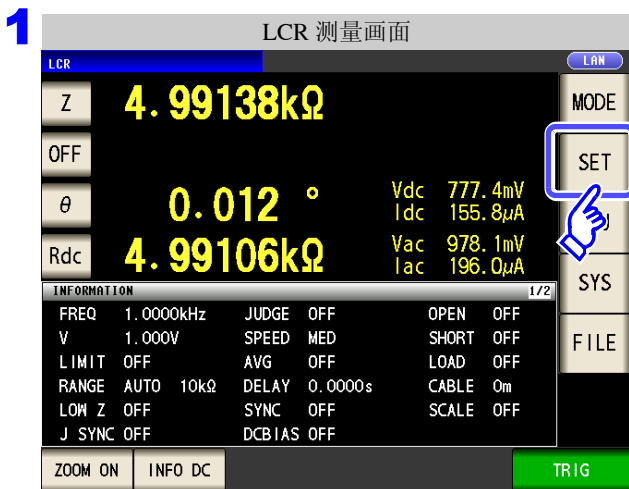 1
LCR 测量画面
LCR
LAN
Z 4.99138kΩ
MODE
OFF
SET
θ 0.012 °
Vdc 777.4mV
Idc 155.8μA
Rdc 4.99106kΩ
Vac 978.1mV
Iac 196.0μA
SYS
INFORMATION 1/2
FREQ 1.0000kHz JUDGE OFF OPEN OFF
V 1.000V SPEED MED SHORT OFF
FILE
LIMIT OFF AVG OFF LOAD OFF
RANGE AUTO 10kΩ DELAY 0.0000s CABLE 0m
LOW Z OFF SYNC OFF SCALE OFF
J SYNC OFF DCBIAS OFF
ZOOM ON INFO DC TRIG